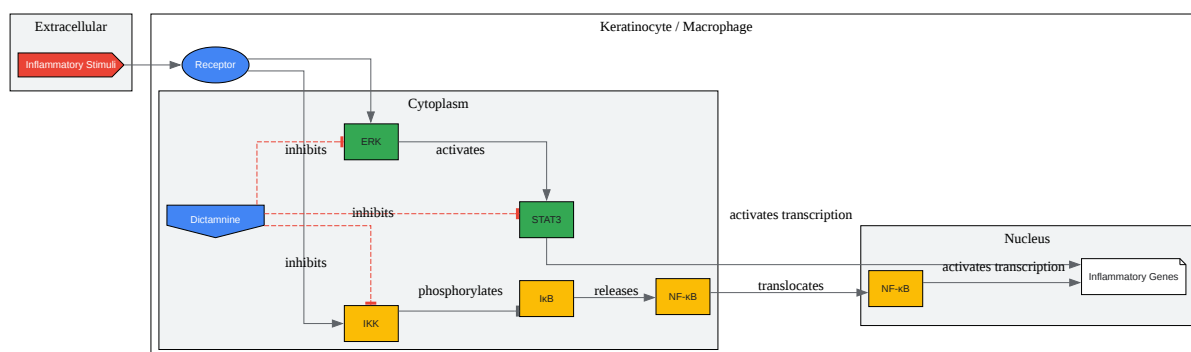 Extracellular
Keratinocyte / Macrophage
Inflammatory Stimuli
Receptor
Cytoplasm
ERK
inhibits
activates
Dictamnine
inhibits
STAT3
activates transcription
Nucleus
inhibits
activates transcription
Inflammatory Genes
phosphorylates
IκB
releases
NF-κB
translocates
NF-κB
IKK